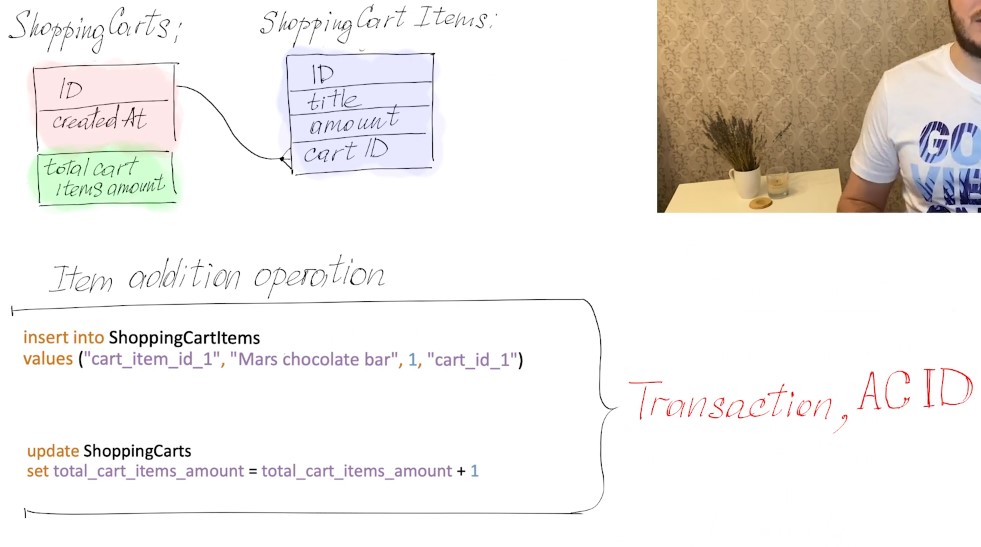 ShoppingCarts;
ShoppingCart Items:
ID
createdAt
total cart
items amount
ID
title
amount
cart ID
Item addition operation
insert into ShoppingCartItems
values ("cart_item_id_1", "Mars chocolate bar", 1, "cart_id_1")
update ShoppingCarts
set total_cart_items_amount = total_cart_items_amount + 1
Transaction, ACID
GO